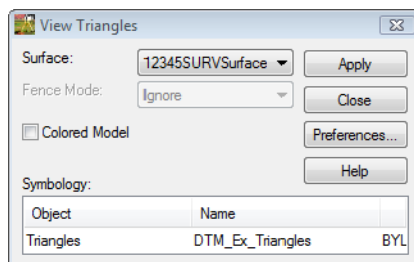 View Triangles
Surface: 12345SURVSurface Apply
Fence Mode: Ignore Close
Colored Model Preferences...
Help
Symbology:
Object Name
Triangles DTM_Ex_Triangles BYL